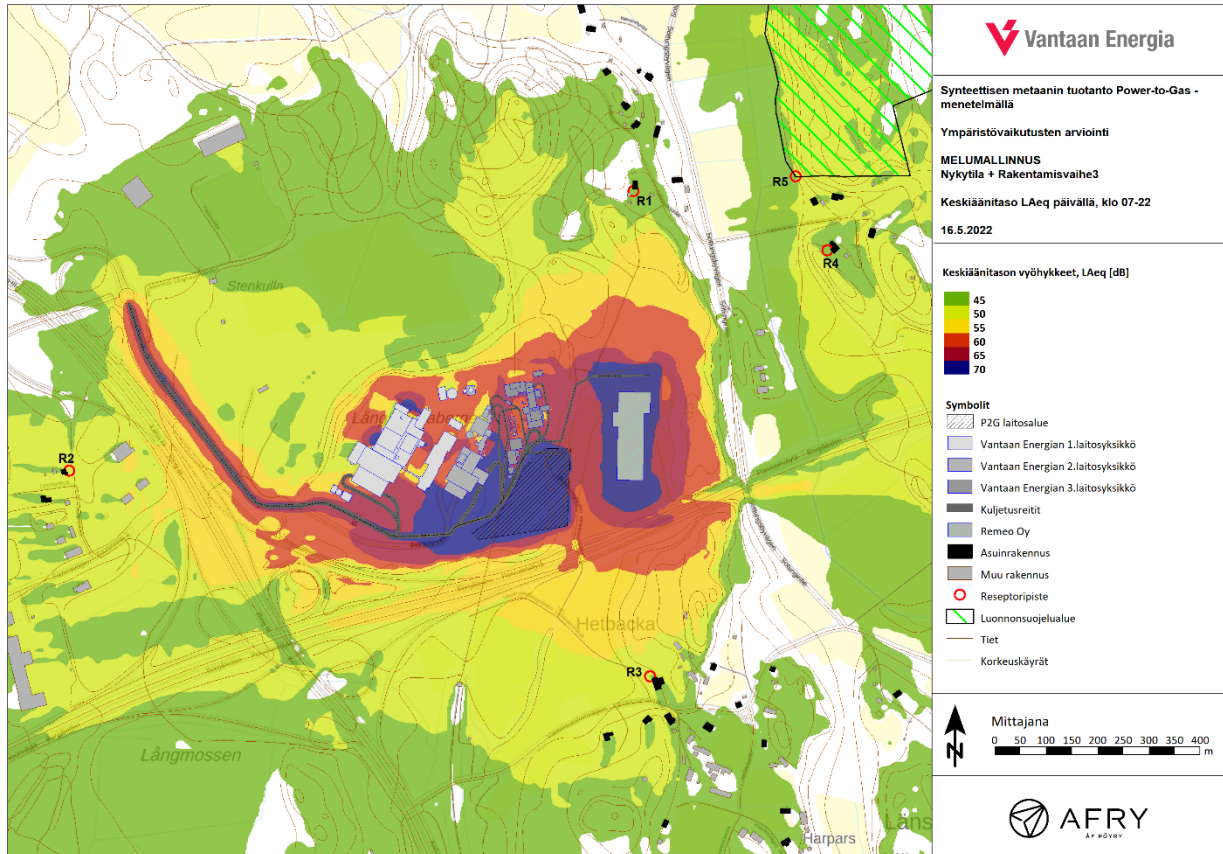 Vantaan Energia
Synteettisen metaanin tuotanto Power-to-Gas -
menetelmällä
Ympäristövaikutusten arviointi
MELUMALLINNUS
Nykytila + Rakentamisvaihe3
Keskiäänitaso LAeq päivällä, klo 07-22
16.5.2022
Keskiäänitason vyöhykkeet, LAeq [dB]
45
50
55
60
65
70
Symbolit
P2G laitosalue
Vantaan Energian 1.laitosyksikkö
Vantaan Energian 2.laitosyksikkö
Vantaan Energian 3.laitosyksikkö
Kuljetusreitit
Remeo Oy
Asuinrakennus
Muu rakennus
Reseptoripiste
Luonnonsuojelualue
Tiet
Korkeuskäyrät
N
Mittajana
0 50 100 150 200 250 300 350 400
m
AFRY
ÅF PÖYRY
R1
R5
R4
R2
R3
Stenkulla
Hetbacka
Långmossen
Harpars
Läns